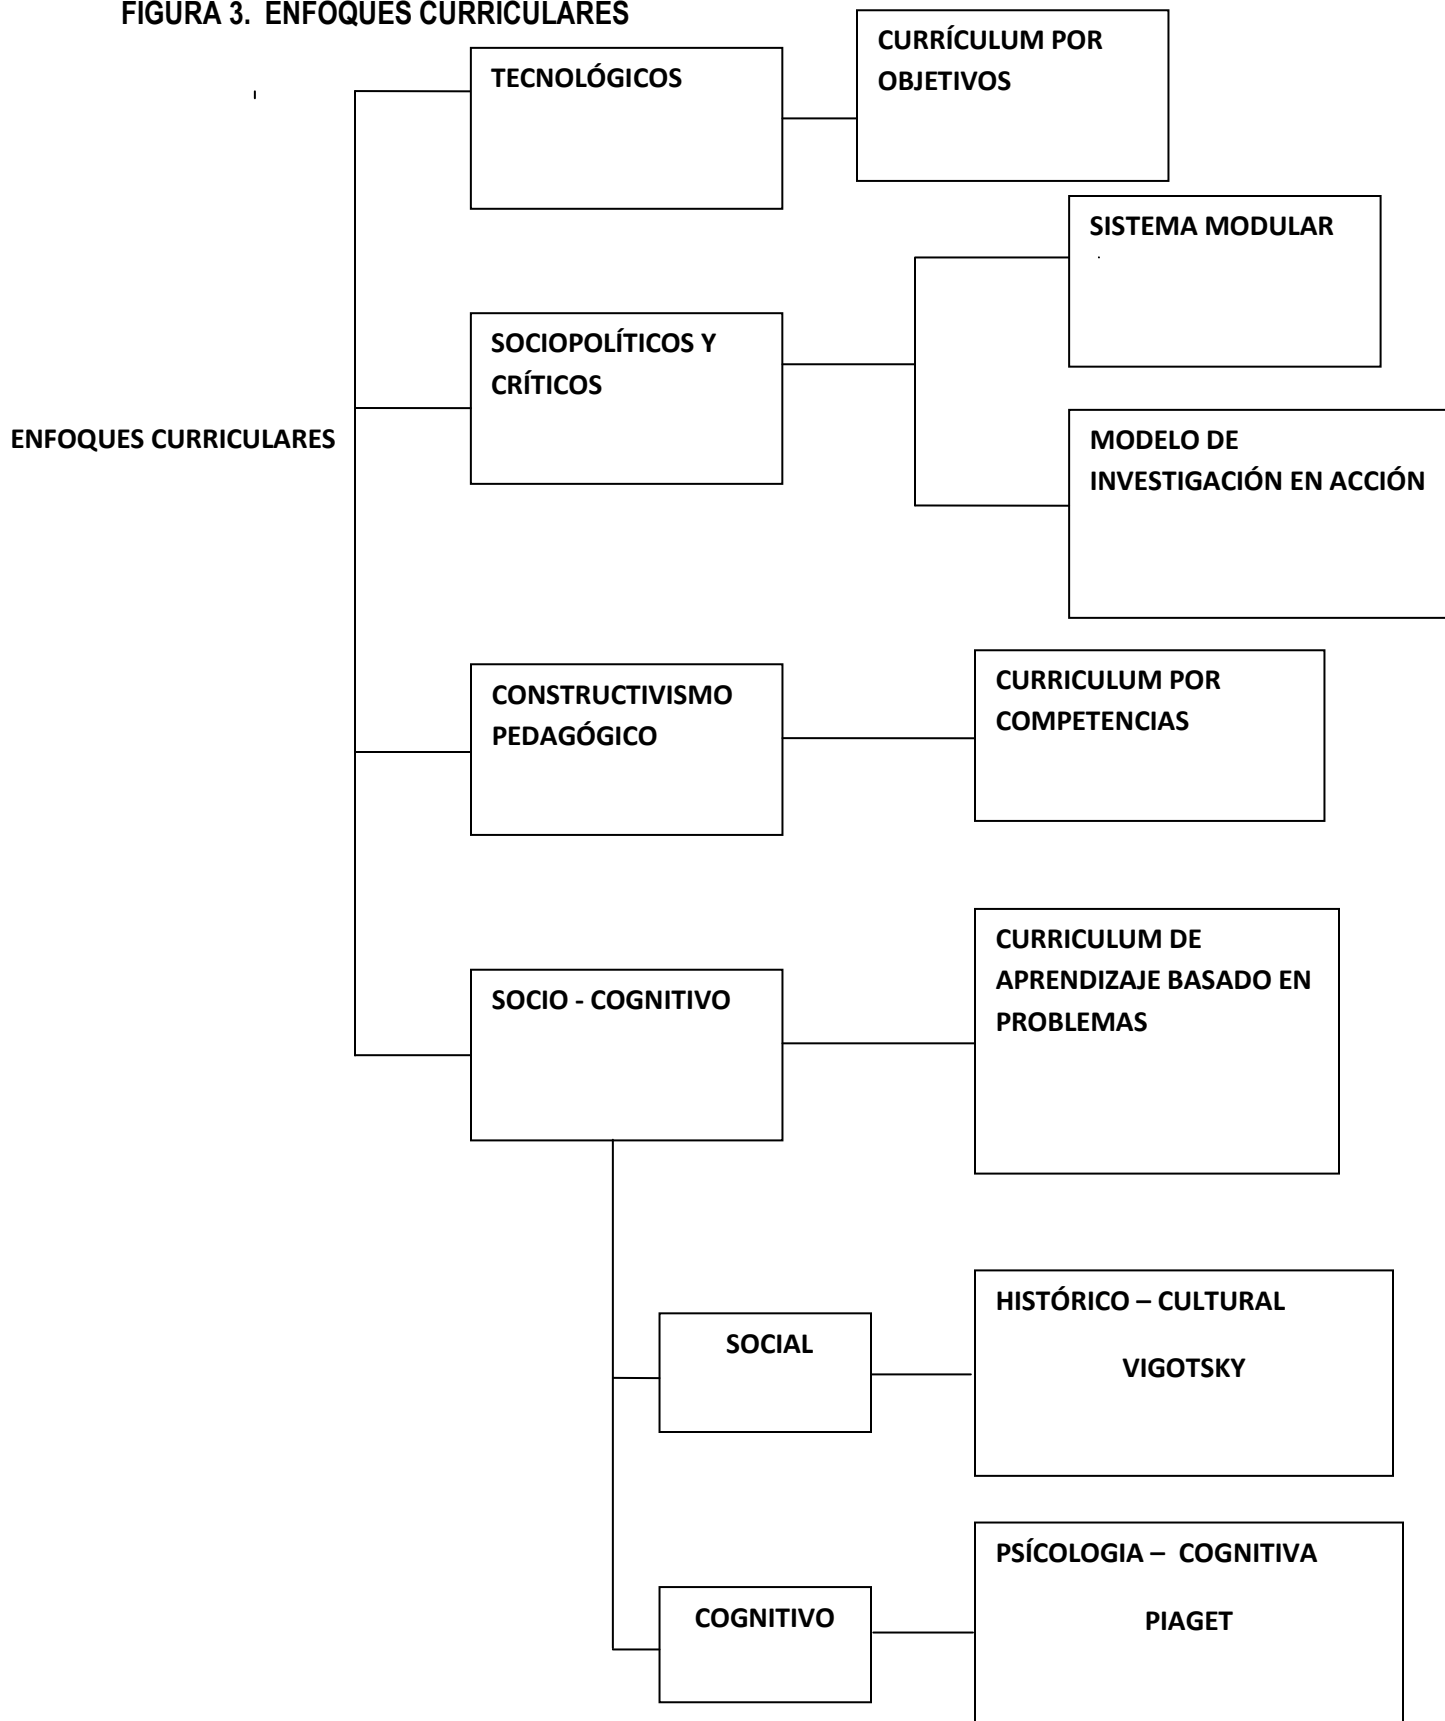 FIGURA 3. ENFOQUES CURRICULARES
TECNOLÓGICOS
CURRÍCULUM POR
OBJETIVOS
SISTEMA MODULAR
SOCIOPOLÍTICOS Y
CRÍTICOS
ENFOQUES CURRICULARES
MODELO DE
INVESTIGACIÓN EN ACCIÓN
CONSTRUCTIVISMO
PEDAGÓGICO
CURRICULUM POR
COMPETENCIAS
SOCIO - COGNITIVO
CURRICULUM DE
APRENDIZAJE BASADO EN
PROBLEMAS
SOCIAL
HISTÓRICO – CULTURAL
VIGOTSKY
COGNITIVO
PSÍCOLOGIA – COGNITIVA
PIAGET